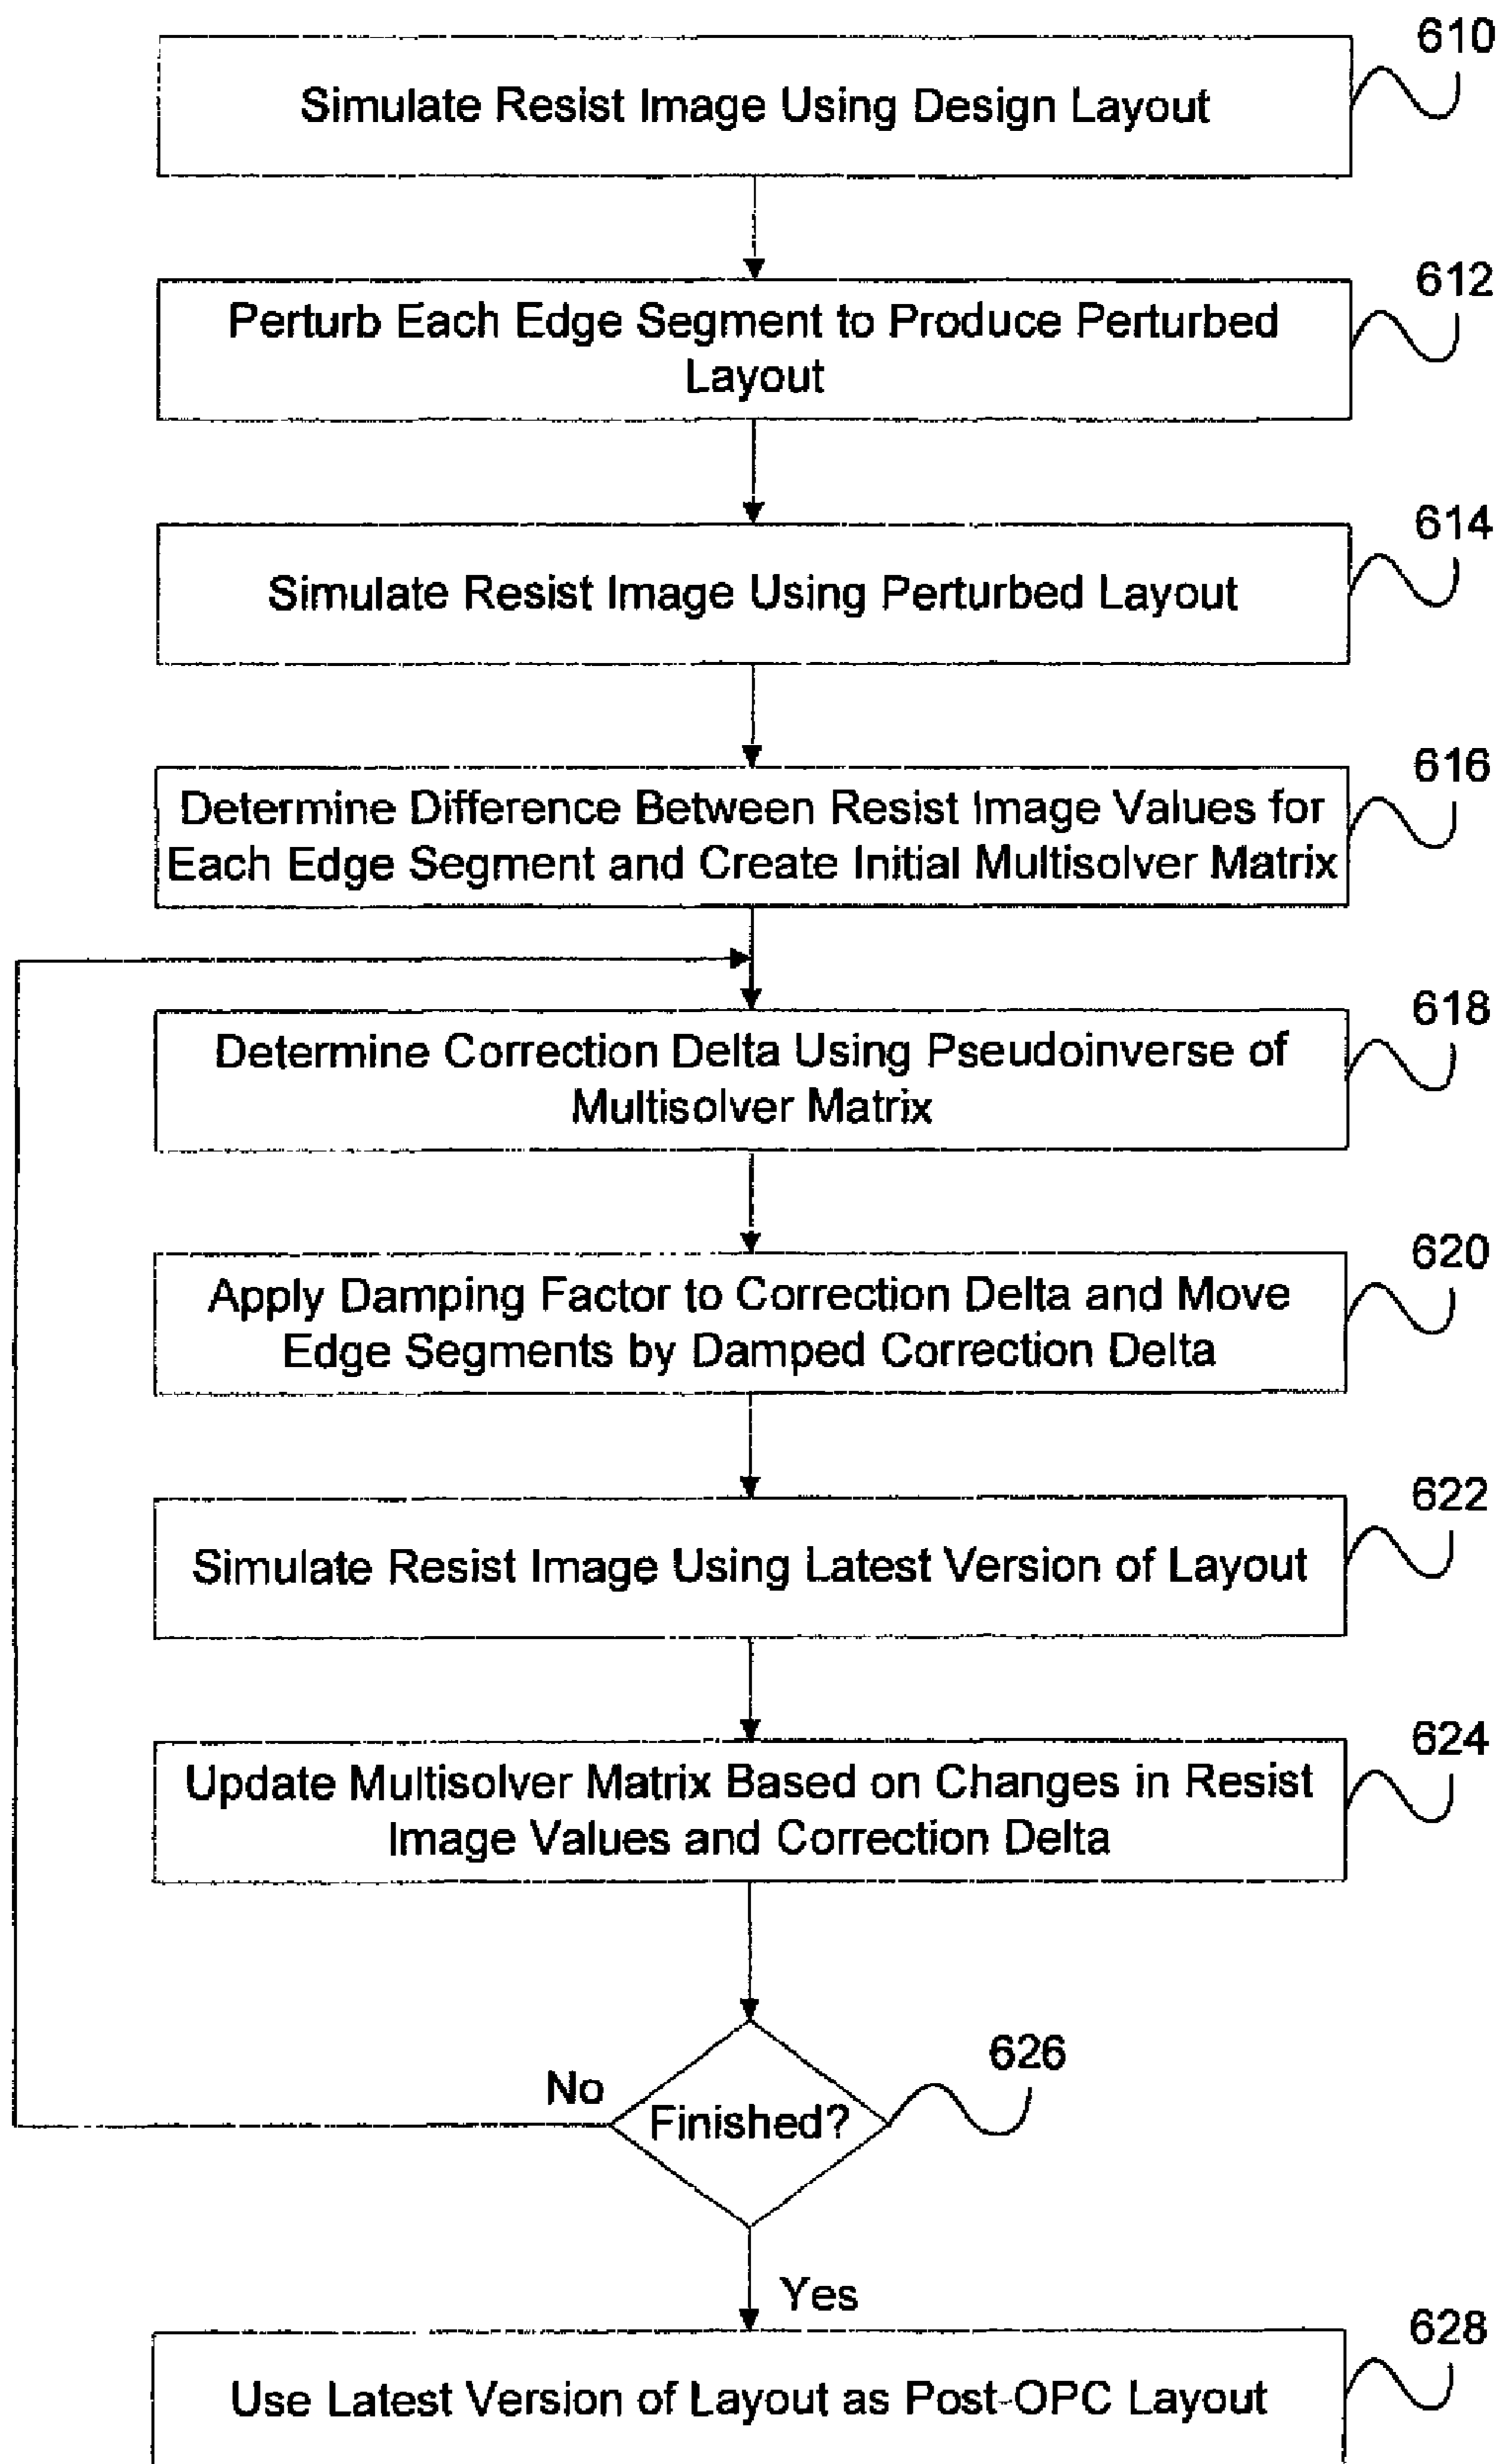 610
Simulate Resist Image Using Design Layout
612
Perturb Each Edge Segment to Produce Perturbed
Layout
614
Simulate Resist Image Using Perturbed Layout
616
Determine Difference Between Resist Image Values for
Each Edge Segment and Create Initial Multisolver Matrix
618
Determine Correction Delta Using Pseudoinverse of
Multisolver Matrix
620
Apply Damping Factor to Correction Delta and Move
Edge Segments by Damped Correction Delta
622
Simulate Resist Image Using Latest Version of Layout
624
Update Multisolver Matrix Based on Changes in Resist
Image Values and Correction Delta
626
No
Finished?
Yes
628
Use Latest Version of Layout as Post-OPC Layout